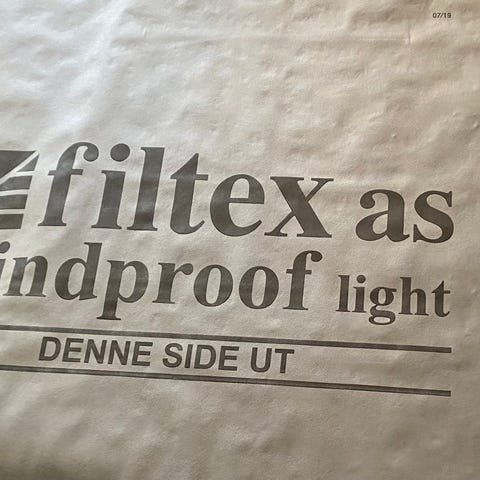 07/19
filtex as
indproof light
DENNE SIDE UT